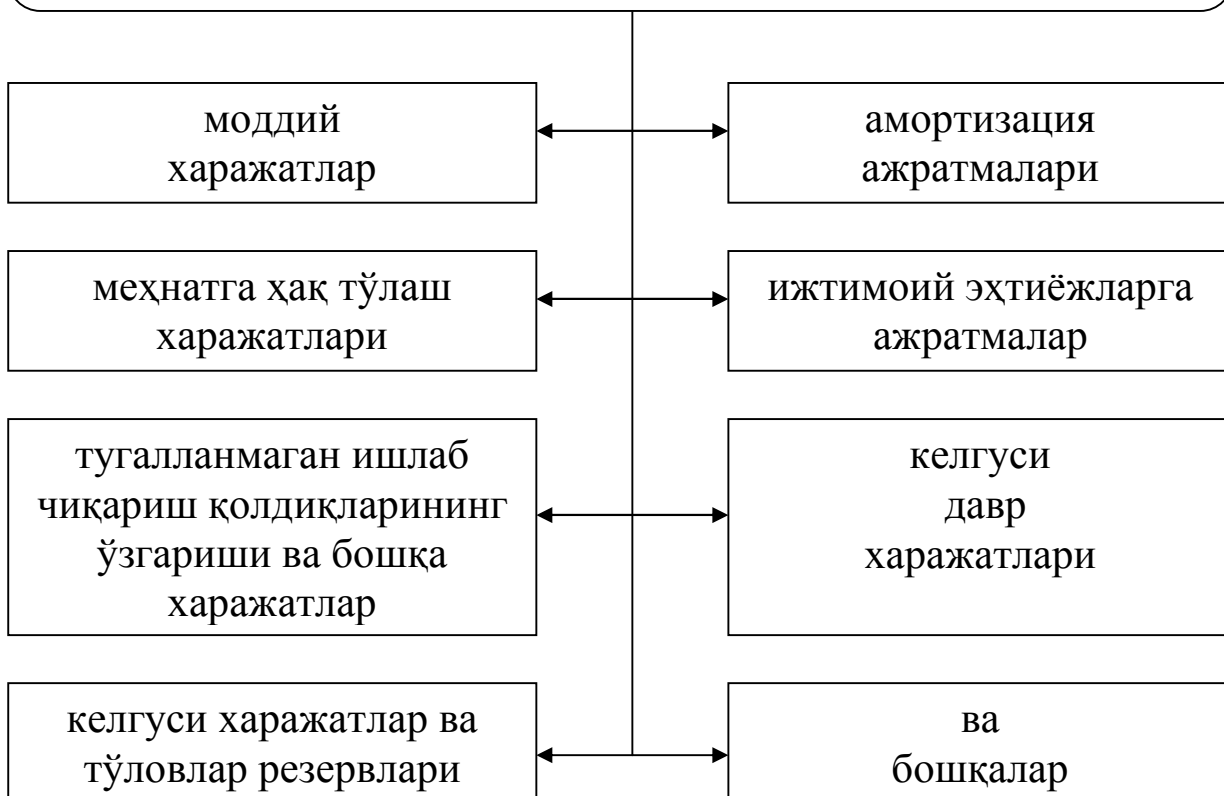 моддий
харажатлар
амортизация
ажратмалари
меҳнатга ҳақ тўлаш
харажатлари
ижтимоий эҳтиёжларга
ажратмалар
тугалланмаган ишлаб
чиқариш қолдиқларининг
ўзгариши ва бошқа
харажатлар
келгуси
давр
харажатлари
келгуси харажатлар ва
тўловлар резервлари
ва
бошқалар